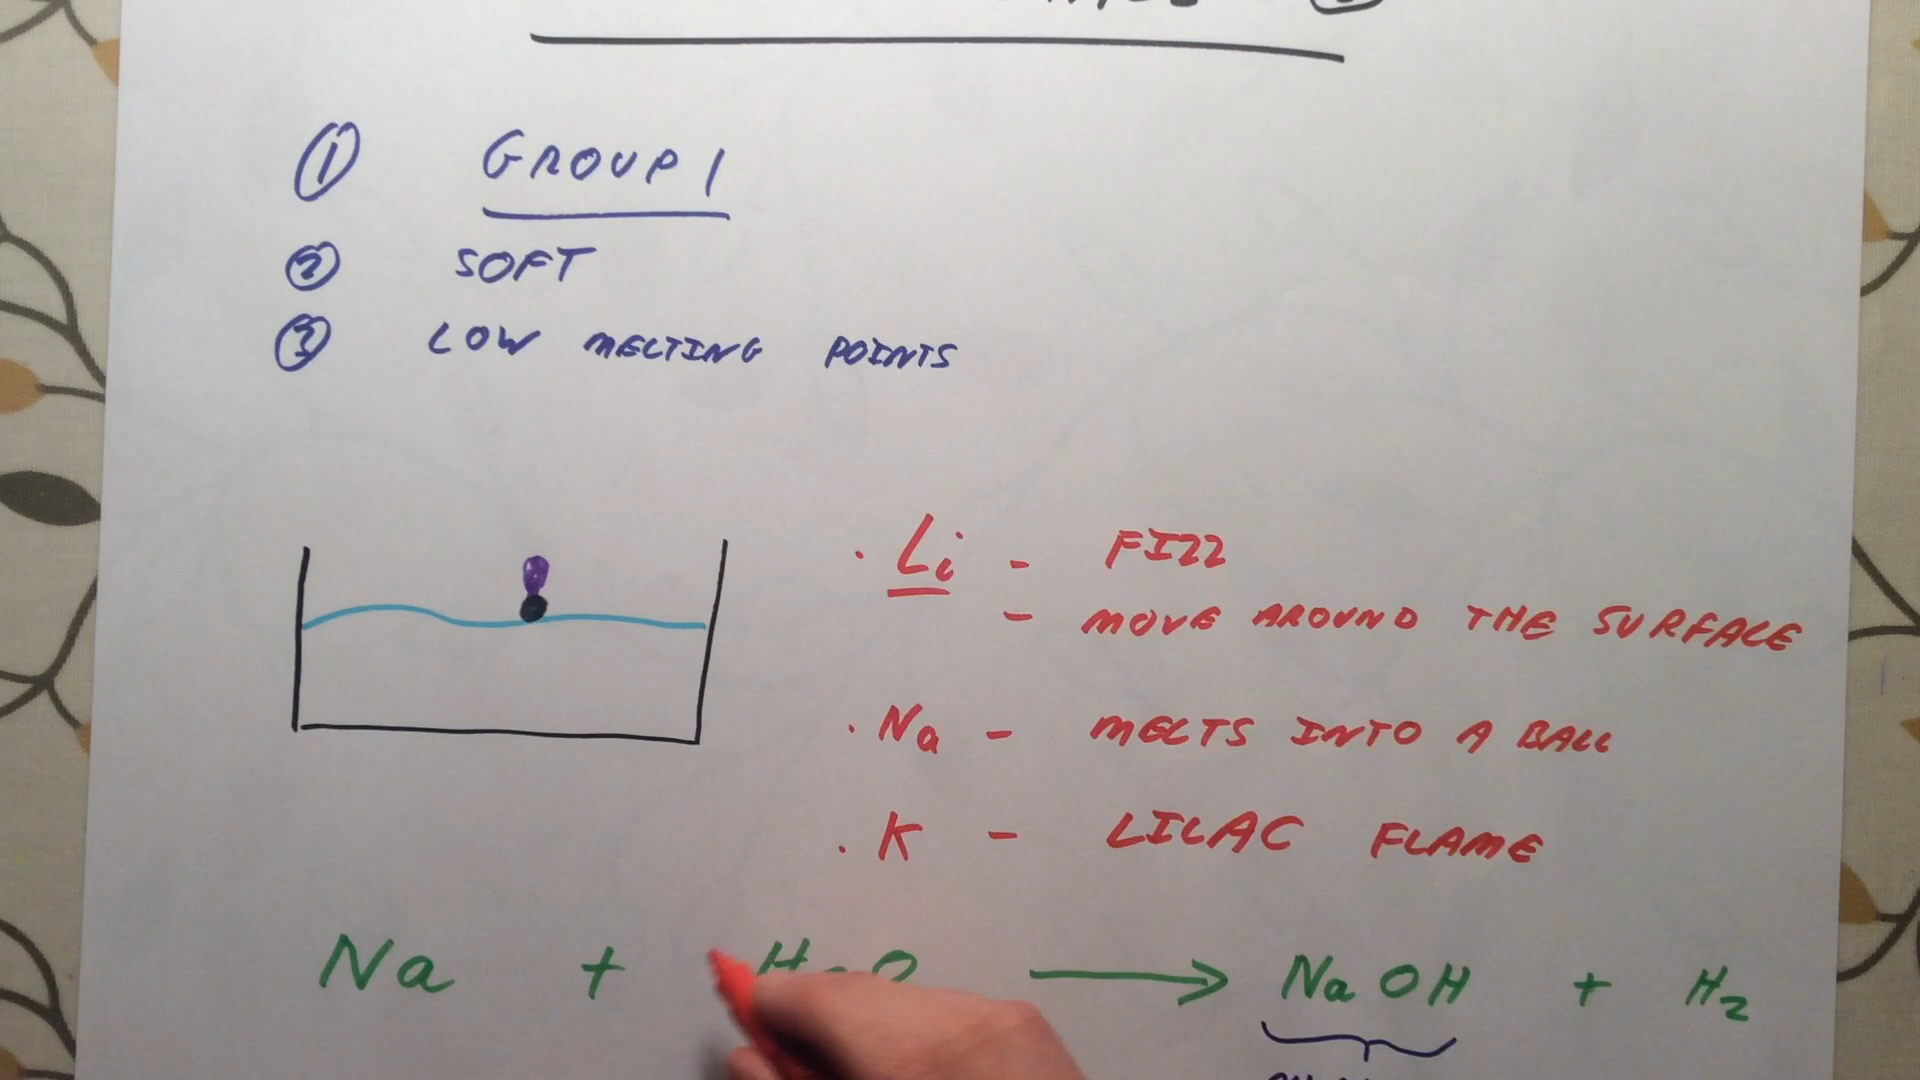 ① GROUP 1
② SOFT
③ LOW MELTING POINTS
· Li - FIZZ
- MOVE AROUND THE SURFACE
· Na - MELTS INTO A BALL
· K - LILAC FLAME
Na + H₂O → NaOH + H₂